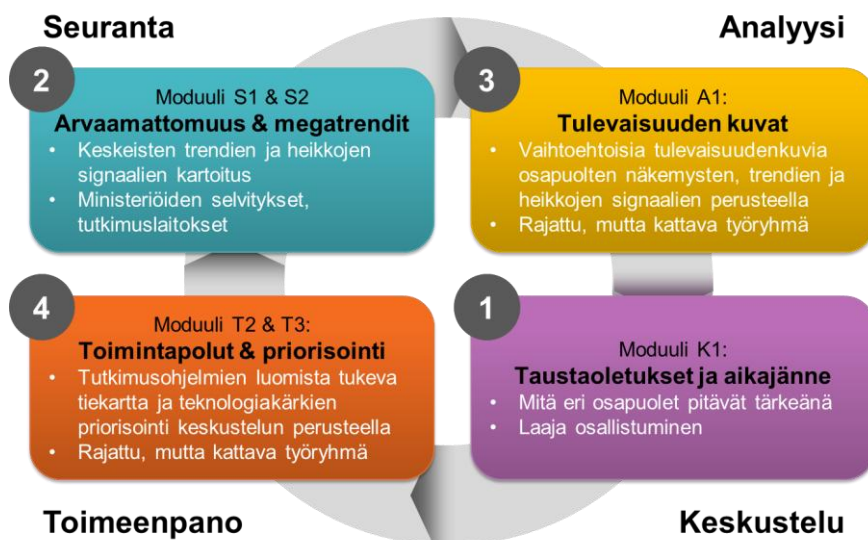 Seuranta
Analyysi
2
Moduuli S1 & S2
Arvaamattomuus & megatrendit
• Keskeisten trendien ja heikkojen
signaalien kartoitus
• Ministeriöiden selvitykset,
tutkimuslaitokset
3
Moduuli A1:
Tulevaisuuden kuvat
• Vaihtoehtoisia tulevaisuudenkuvia
osapuolten näkemysten, trendien ja
heikkojen signaalien perusteella
• Rajattu, mutta kattava työryhmä
4
Moduuli T2 & T3:
Toimintapolut & priorisointi
• Tutkimusohjelmien luomista tukeva
tiekartta ja teknologiakärkien
priorisointi keskustelun perusteella
• Rajattu, mutta kattava työryhmä
1
Moduuli K1:
Taustaoletukset ja aikajänne
• Mitä eri osapuolet pitävät tärkeänä
• Laaja osallistuminen
Toimeenpano
Keskustelu